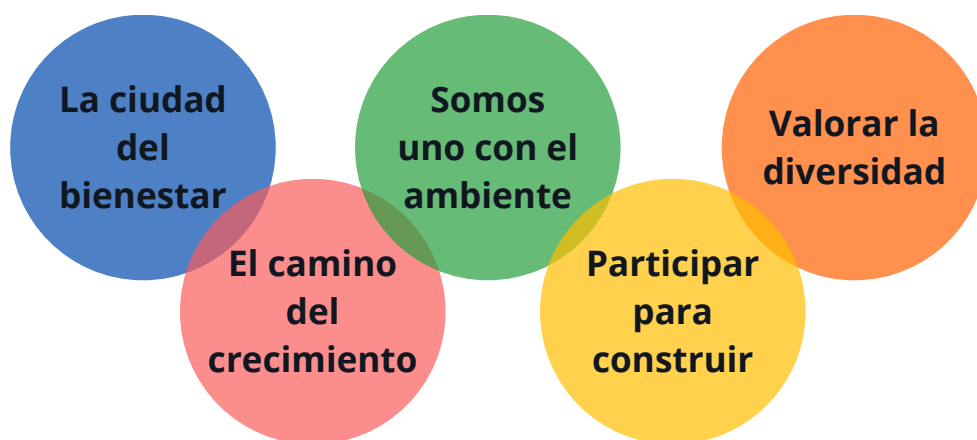 La ciudad
del
bienestar
El camino
del
crecimiento
Somos
uno con el
ambiente
Participar
para
construir
Valorar la
diversidad